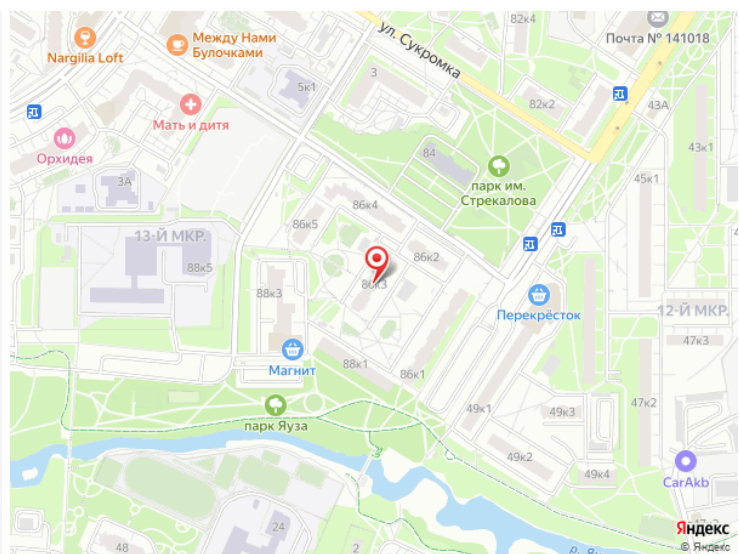 82к4
Между Нами
Булочками
Nargilia Loft
ул. Сукромка
Почта № 141018
3
5к1
82к2
43А
Мать и дитя
43к1
84
Орхидея
парк им.
Стрекалова
3А
45к1
86к4
86к5
13-Й МКР.
86к2
88к5
86к3
88к3
Перекрёсток
12-Й МКР.
47к3
88к1
Магнит
86к1
47к2
49к1
49к3
парк Яуза
49к2
49к4
CarAkb
24
Яндекс
48
2
© Яндекс